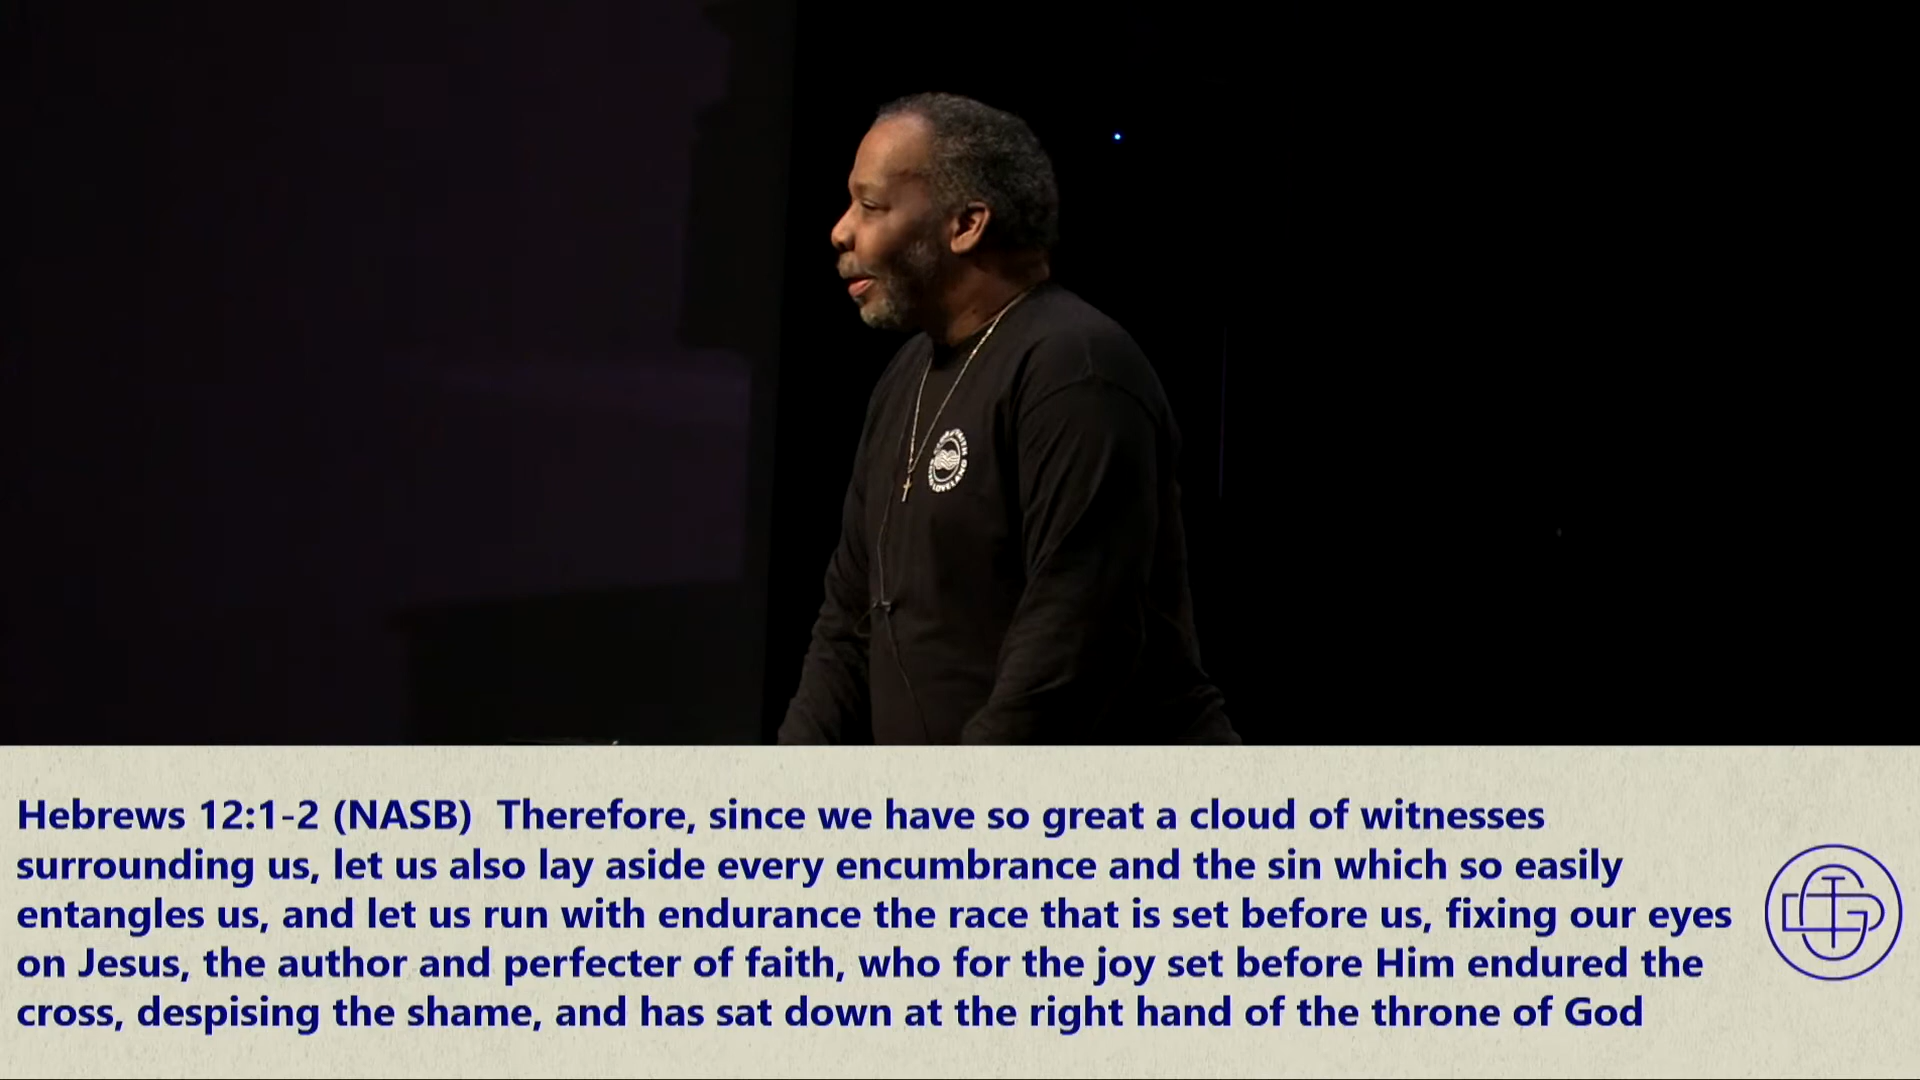 FAITH
LOVELAND
Hebrews 12:1-2 (NASB)  Therefore, since we have so great a cloud of witnesses
surrounding us, let us also lay aside every encumbrance and the sin which so easily
entangles us, and let us run with endurance the race that is set before us, fixing our eyes
on Jesus, the author and perfecter of faith, who for the joy set before Him endured the
cross, despising the shame, and has sat down at the right hand of the throne of God